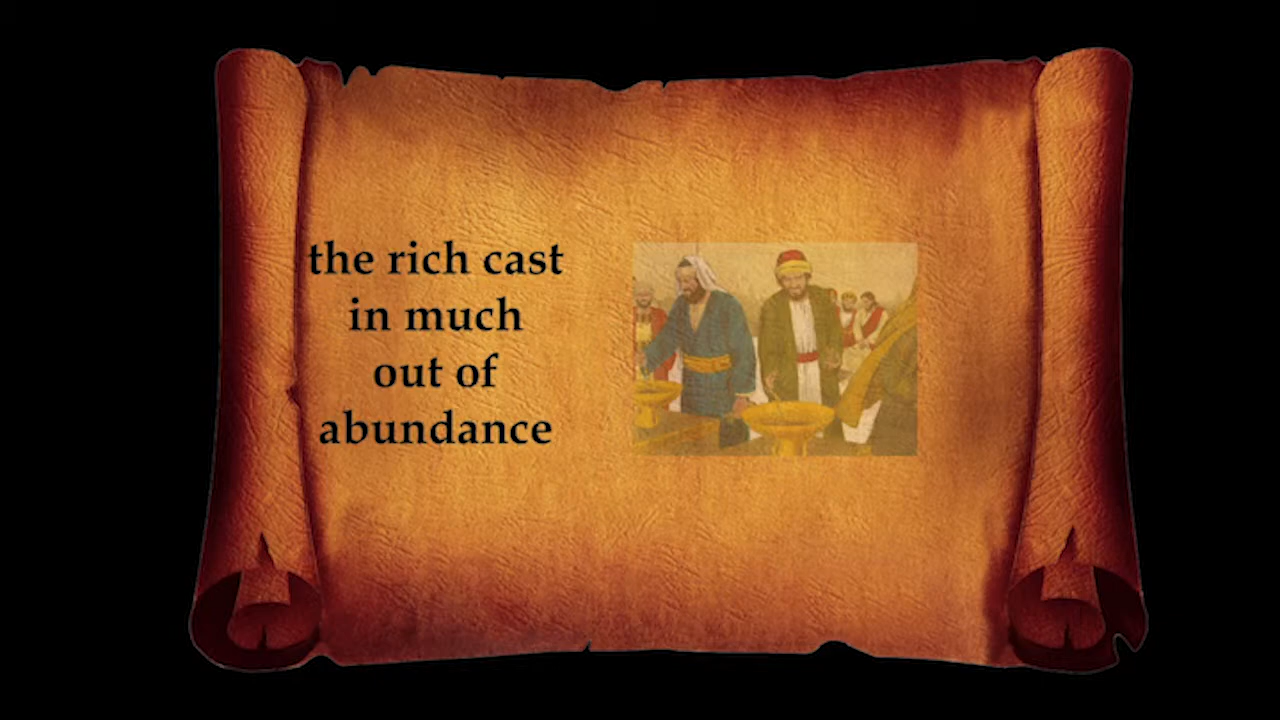 the rich cast
in much
out of
abundance